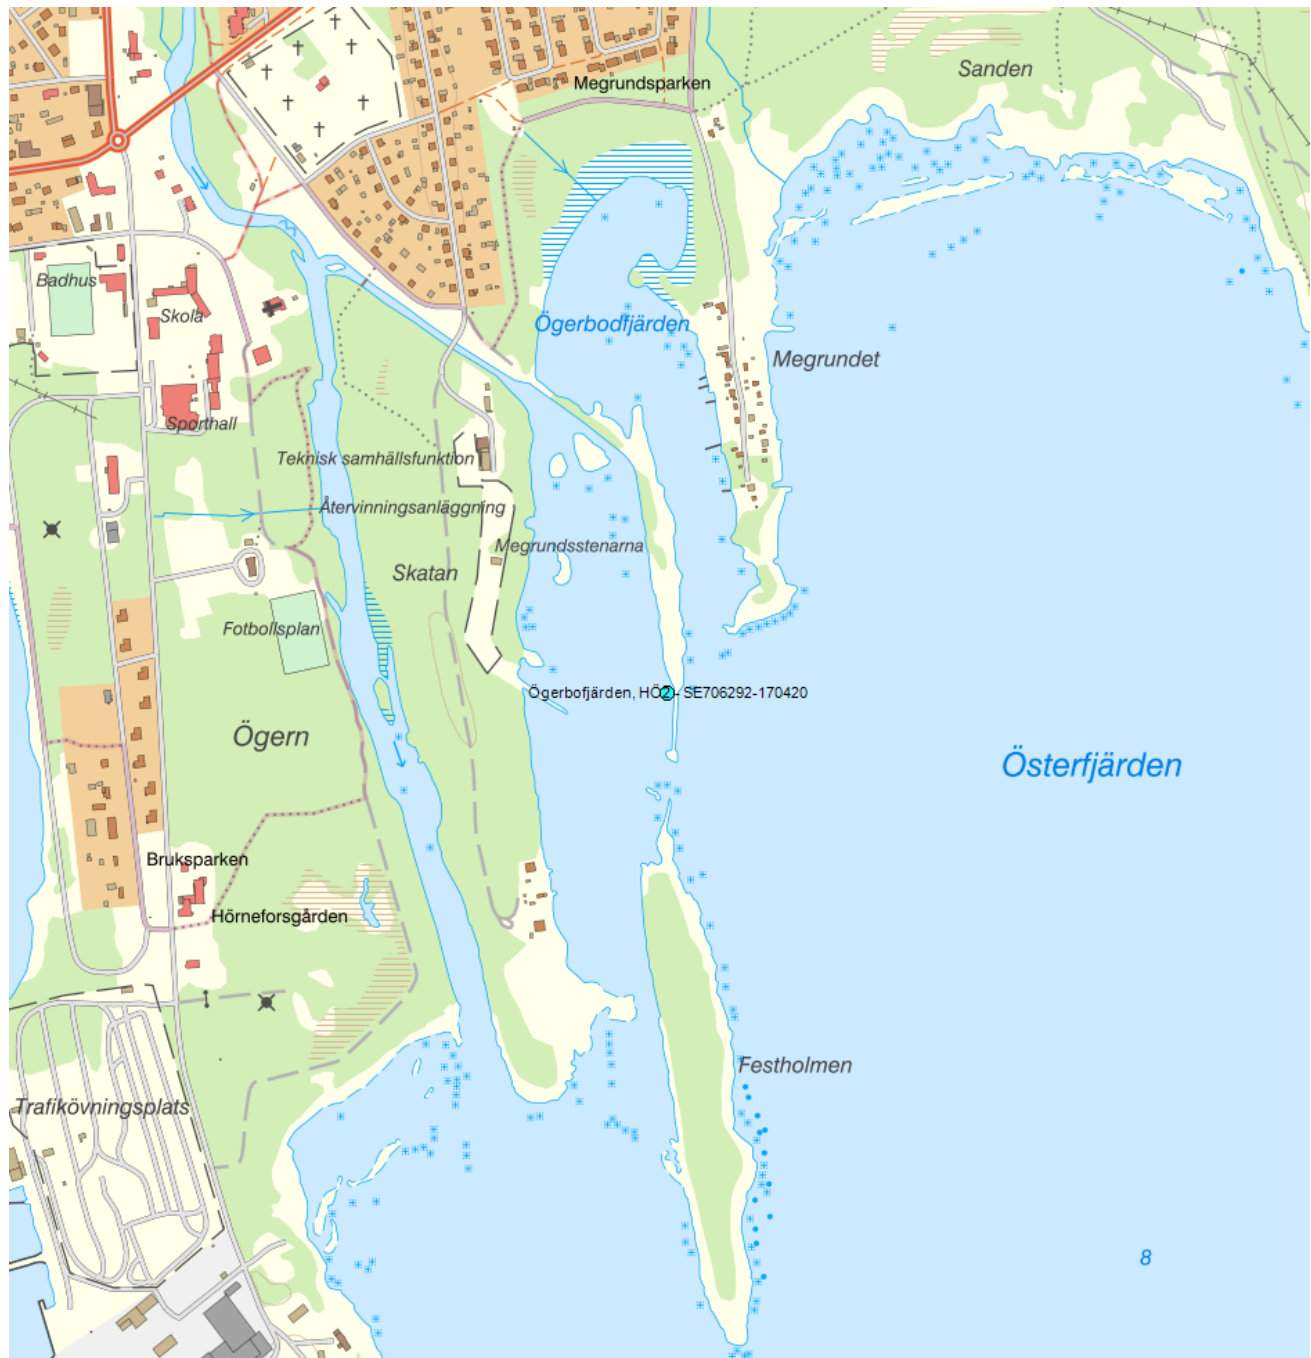 Sanden
Megrundsparken
Badhus
Skola
Ögerbodfjärden
Megrundet
Sporthall
Teknisk samhällsfunktion
Återvinningsanläggning
Megrundsstenarna
Skatan
Fotbollsplan
Ögerbofjärden, HÖ2 - SE706292-170420
Ögern
Österfjärden
Bruksparken
Hörneforsgården
Festholmen
Trafikövningsplats
8